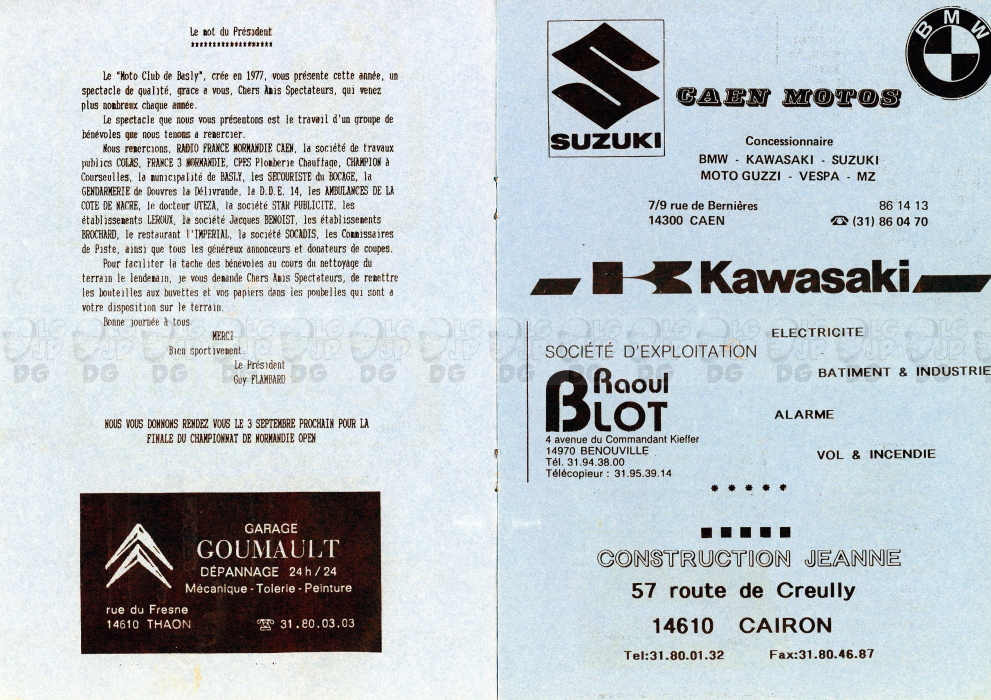 Le mot du Président
*******************
Le "Moto Club de Basly", crée en 1977, vous présente cette année, un
spectacle de qualité, grace a vous, Chers Amis Spectateurs, qui venez
plus nombreux chaque année.
Le spectacle que nous vous présentons est le travail d'un groupe de
bénévoles que nous tenons a remercier.
Nous remercions, RADIO FRANCE NORMANDIE CAEN, la société de travaux
publics COLAS, FRANCE 3 NORMANDIE, CPES Plomberie Chauffage, CHAMPION à
Courseulles, la municipalité de BASLY, les SECOURISTE du BOCAGE, la
GENDARMERIE de Douvres la Délivrande, la D.D.E. 14, les AMBULANCES DE LA
COTE DE NACRE, le docteur UTEZA, la société STAR PUBLICITE, les
établissements LEROUX, la société Jacques BENOIST, les établissements
BROCHARD, le restaurant l'IMPERIAL, la société SOCADIS, les Commissaires
de Piste, ainsi que tous les généreux annonceurs et donateurs de coupes.
Pour faciliter la tache des bénévoles au cours du nettoyage du
terrain le lendemain, je vous demande Chers Amis Spectateurs, de remettre
les bouteilles aux buvettes et vos papiers dans les poubelles qui sont a
votre disposition sur le terrain.
Bonne journée à tous
MERCI
Bien sportivement.
Le Président
Guy FLAMBARD
NOUS VOUS DONNONS RENDEZ VOUS LE 3 SEPTEMBRE PROCHAIN POUR LA
FINALE DU CHAMPIONNAT DE NORMANDIE OPEN
GARAGE
GOUMAULT
DÉPANNAGE 24h/24
Mécanique - Tolerie - Peinture
rue du Fresne
14610 THAON ☎ 31.80.03.03
SUZUKI
BMW
CAEN MOTOS
Concessionnaire
BMW - KAWASAKI - SUZUKI
MOTO GUZZI - VESPA - MZ
7/9 rue de Bernières 86 14 13
14300 CAEN ☎ (31) 86 04 70
Kawasaki
SOCIÉTÉ D'EXPLOITATION
Raoul
BLOT
4 avenue du Commandant Kieffer
14970 BENOUVILLE
Tél. 31.94.38.00
Télécopieur : 31.95.39.14
ELECTRICITE
BATIMENT & INDUSTRIE
ALARME
VOL & INCENDIE
* * * * *
CONSTRUCTION JEANNE
57 route de Creully
14610 CAIRON
Tel:31.80.01.32 Fax:31.80.46.87